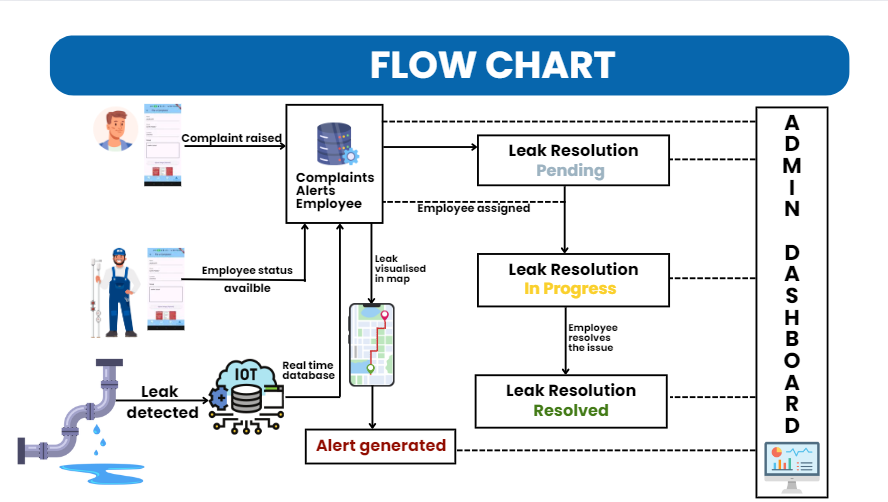 FLOW CHART
Complaint raised
Complaints
Alerts
Employee
Employee status
availble
Leak
detected
IOT
Real time
database
Leak
visualised
in map
Alert generated
Leak Resolution
Pending
Employee assigned
Leak Resolution
In Progress
Employee
resolves
the issue
Leak Resolution
Resolved
ADMIN DASHBOARD